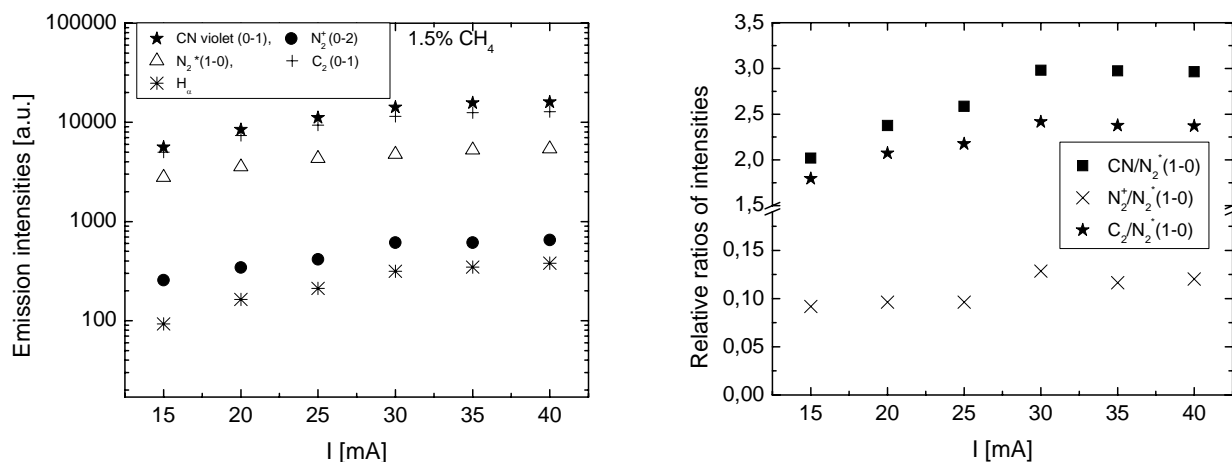 100000
10000
1000
100
Emission intensities [a.u.]
CN violet (0-1), N₂⁺(0-2)
N₂*(1-0), C₂(0-1)
Hα
1.5% CH₄
15 20 25 30 35 40
I [mA]
3,5
3,0
2,5
2,0
1,5
0,15
0,10
0,05
0,00
Relative ratios of intensities
CN/N₂*(1-0)
N₂⁺/N₂*(1-0)
C₂/N₂*(1-0)
15 20 25 30 35 40
I [mA]